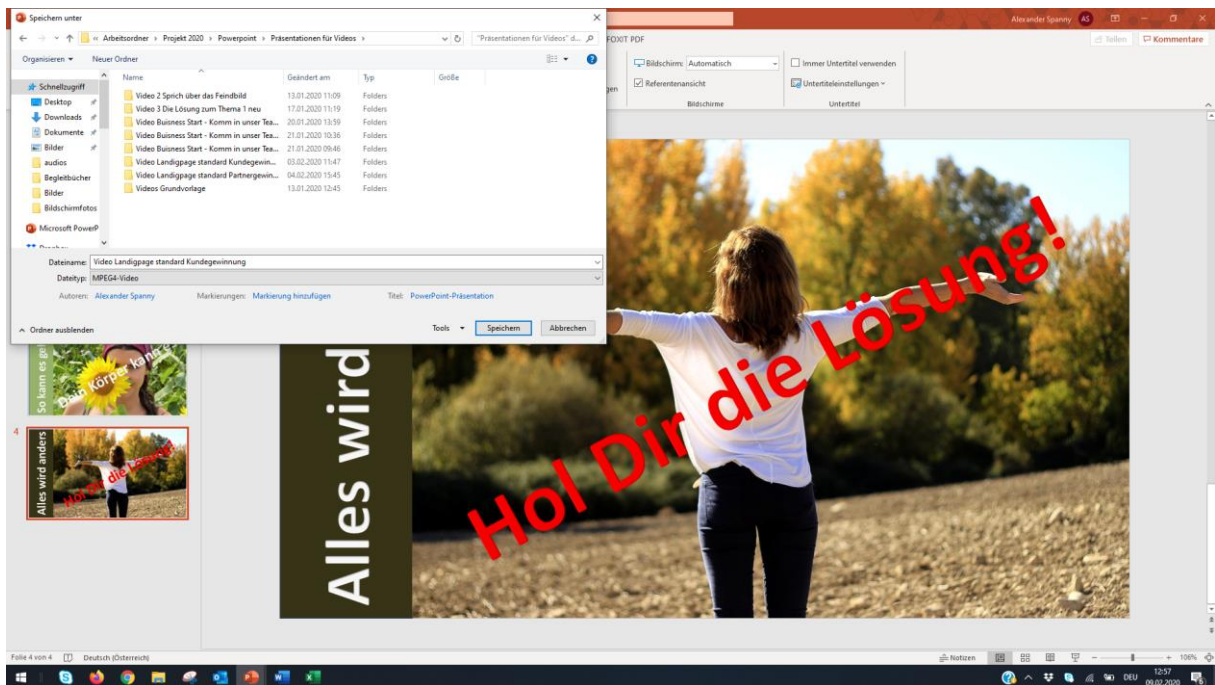 Speichern unter
Alexander Spanny AS
« Arbeitsordner > Projekt 2020 > Powerpoint > Präsentationen für Videos >
"Präsentationen für Videos" d...
FOXIT PDF
Teilen Kommentare
Organisieren Neuer Ordner
Name Geändert am Typ Größe
Schnellzugriff
Desktop
Downloads
Dokumente
Bilder
audios
Begleitbücher
Bilder
Bildschirmfotos
Microsoft PowerP
Video 2 Sprich über das Feindbild 13.01.2020 11:09 Folders
Video 3 Die Lösung zum Thema 1 neu 17.01.2020 11:19 Folders
Video Buisness Start - Komm in unser Tea... 20.01.2020 13:59 Folders
Video Buisness Start - Komm in unser Tea... 21.01.2020 10:36 Folders
Video Buisness Start - Komm in unser Tea... 21.01.2020 09:46 Folders
Video Landigpage standard Kundegewin... 03.02.2020 11:47 Folders
Video Landigpage standard Partnergewin... 04.02.2020 15:45 Folders
Videos Grundvorlage 13.01.2020 12:45 Folders
Bildschirm: Automatisch
Referentenansicht
Bildschirme
Immer Untertitel verwenden
Untertiteleinstellungen
Untertitel
Dateiname: Video Landigpage standard Kundegewinnung
Dateityp: MPEG4-Video
Autoren: Alexander Spanny Markierungen: Markierung hinzufügen Titel: PowerPoint-Präsentation
Ordner ausblenden
Tools Speichern Abbrechen
So kann es
Dein Körper kann
4
Alles wird anders
Hol Dir die Lösung!
Alles wird
Hol Dir die Lösung!
Folie 4 von 4 Deutsch (Österreich)
Notizen
106%
DEU
12:57
09.02.2020